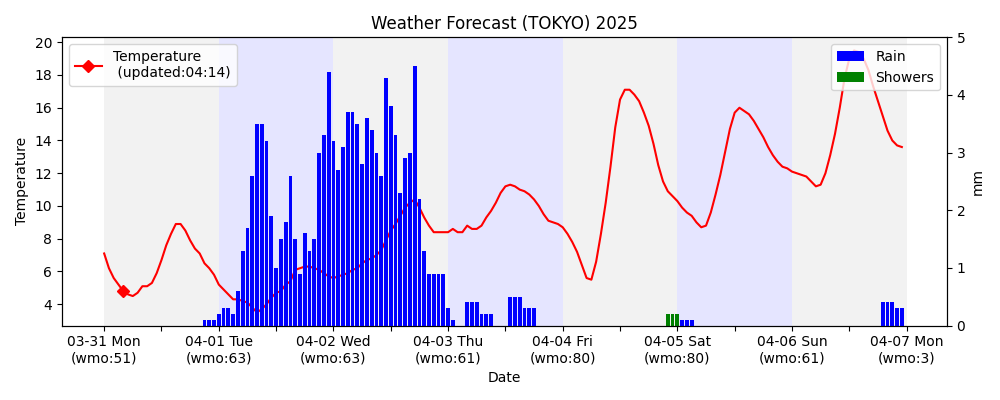 Weather Forecast (TOKYO) 2025
Temperature
(updated:04:14)
Rain
Showers
20
18
16
14
12
10
8
6
4
Temperature
5
4
3
2
1
0
mm
03-31 Mon
(wmo:51)
04-01 Tue
(wmo:63)
04-02 Wed
(wmo:63)
04-03 Thu
(wmo:61)
04-04 Fri
(wmo:80)
04-05 Sat
(wmo:80)
04-06 Sun
(wmo:61)
04-07 Mon
(wmo:3)
Date